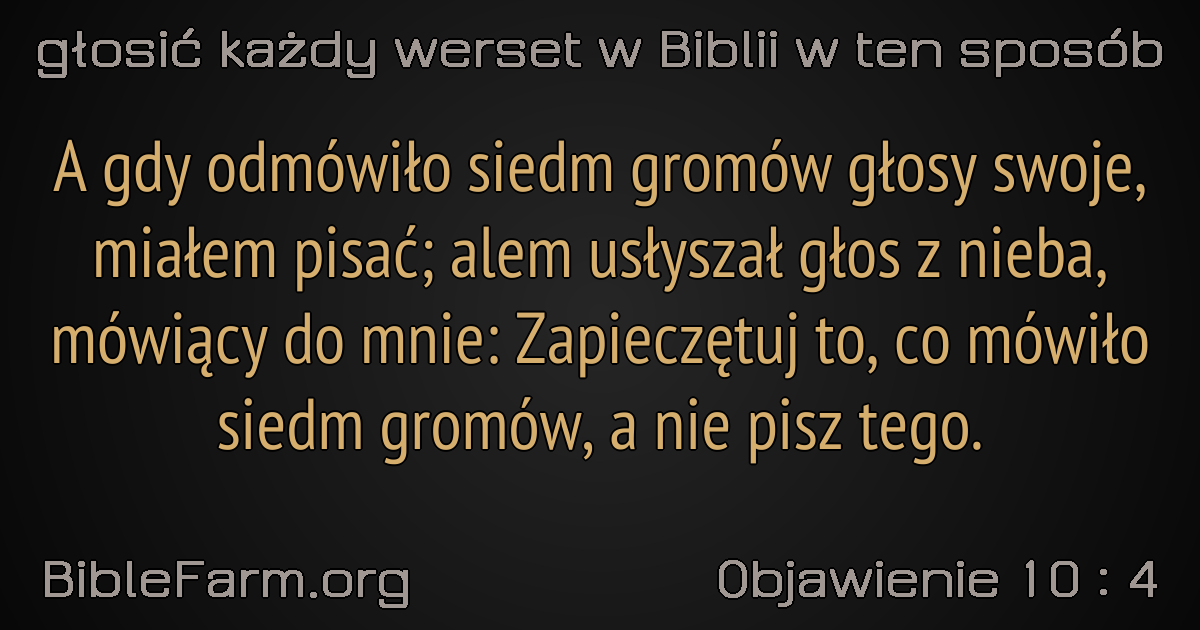 głosić każdy werset w Biblii w ten sposób
A gdy odmówiło siedm gromów głosy swoje,
miałem pisać; alem usłyszał głos z nieba,
mówiący do mnie: Zapieczętuj to, co mówiło
siedm gromów, a nie pisz tego.
BibleFarm.org
Objawienie 10 : 4